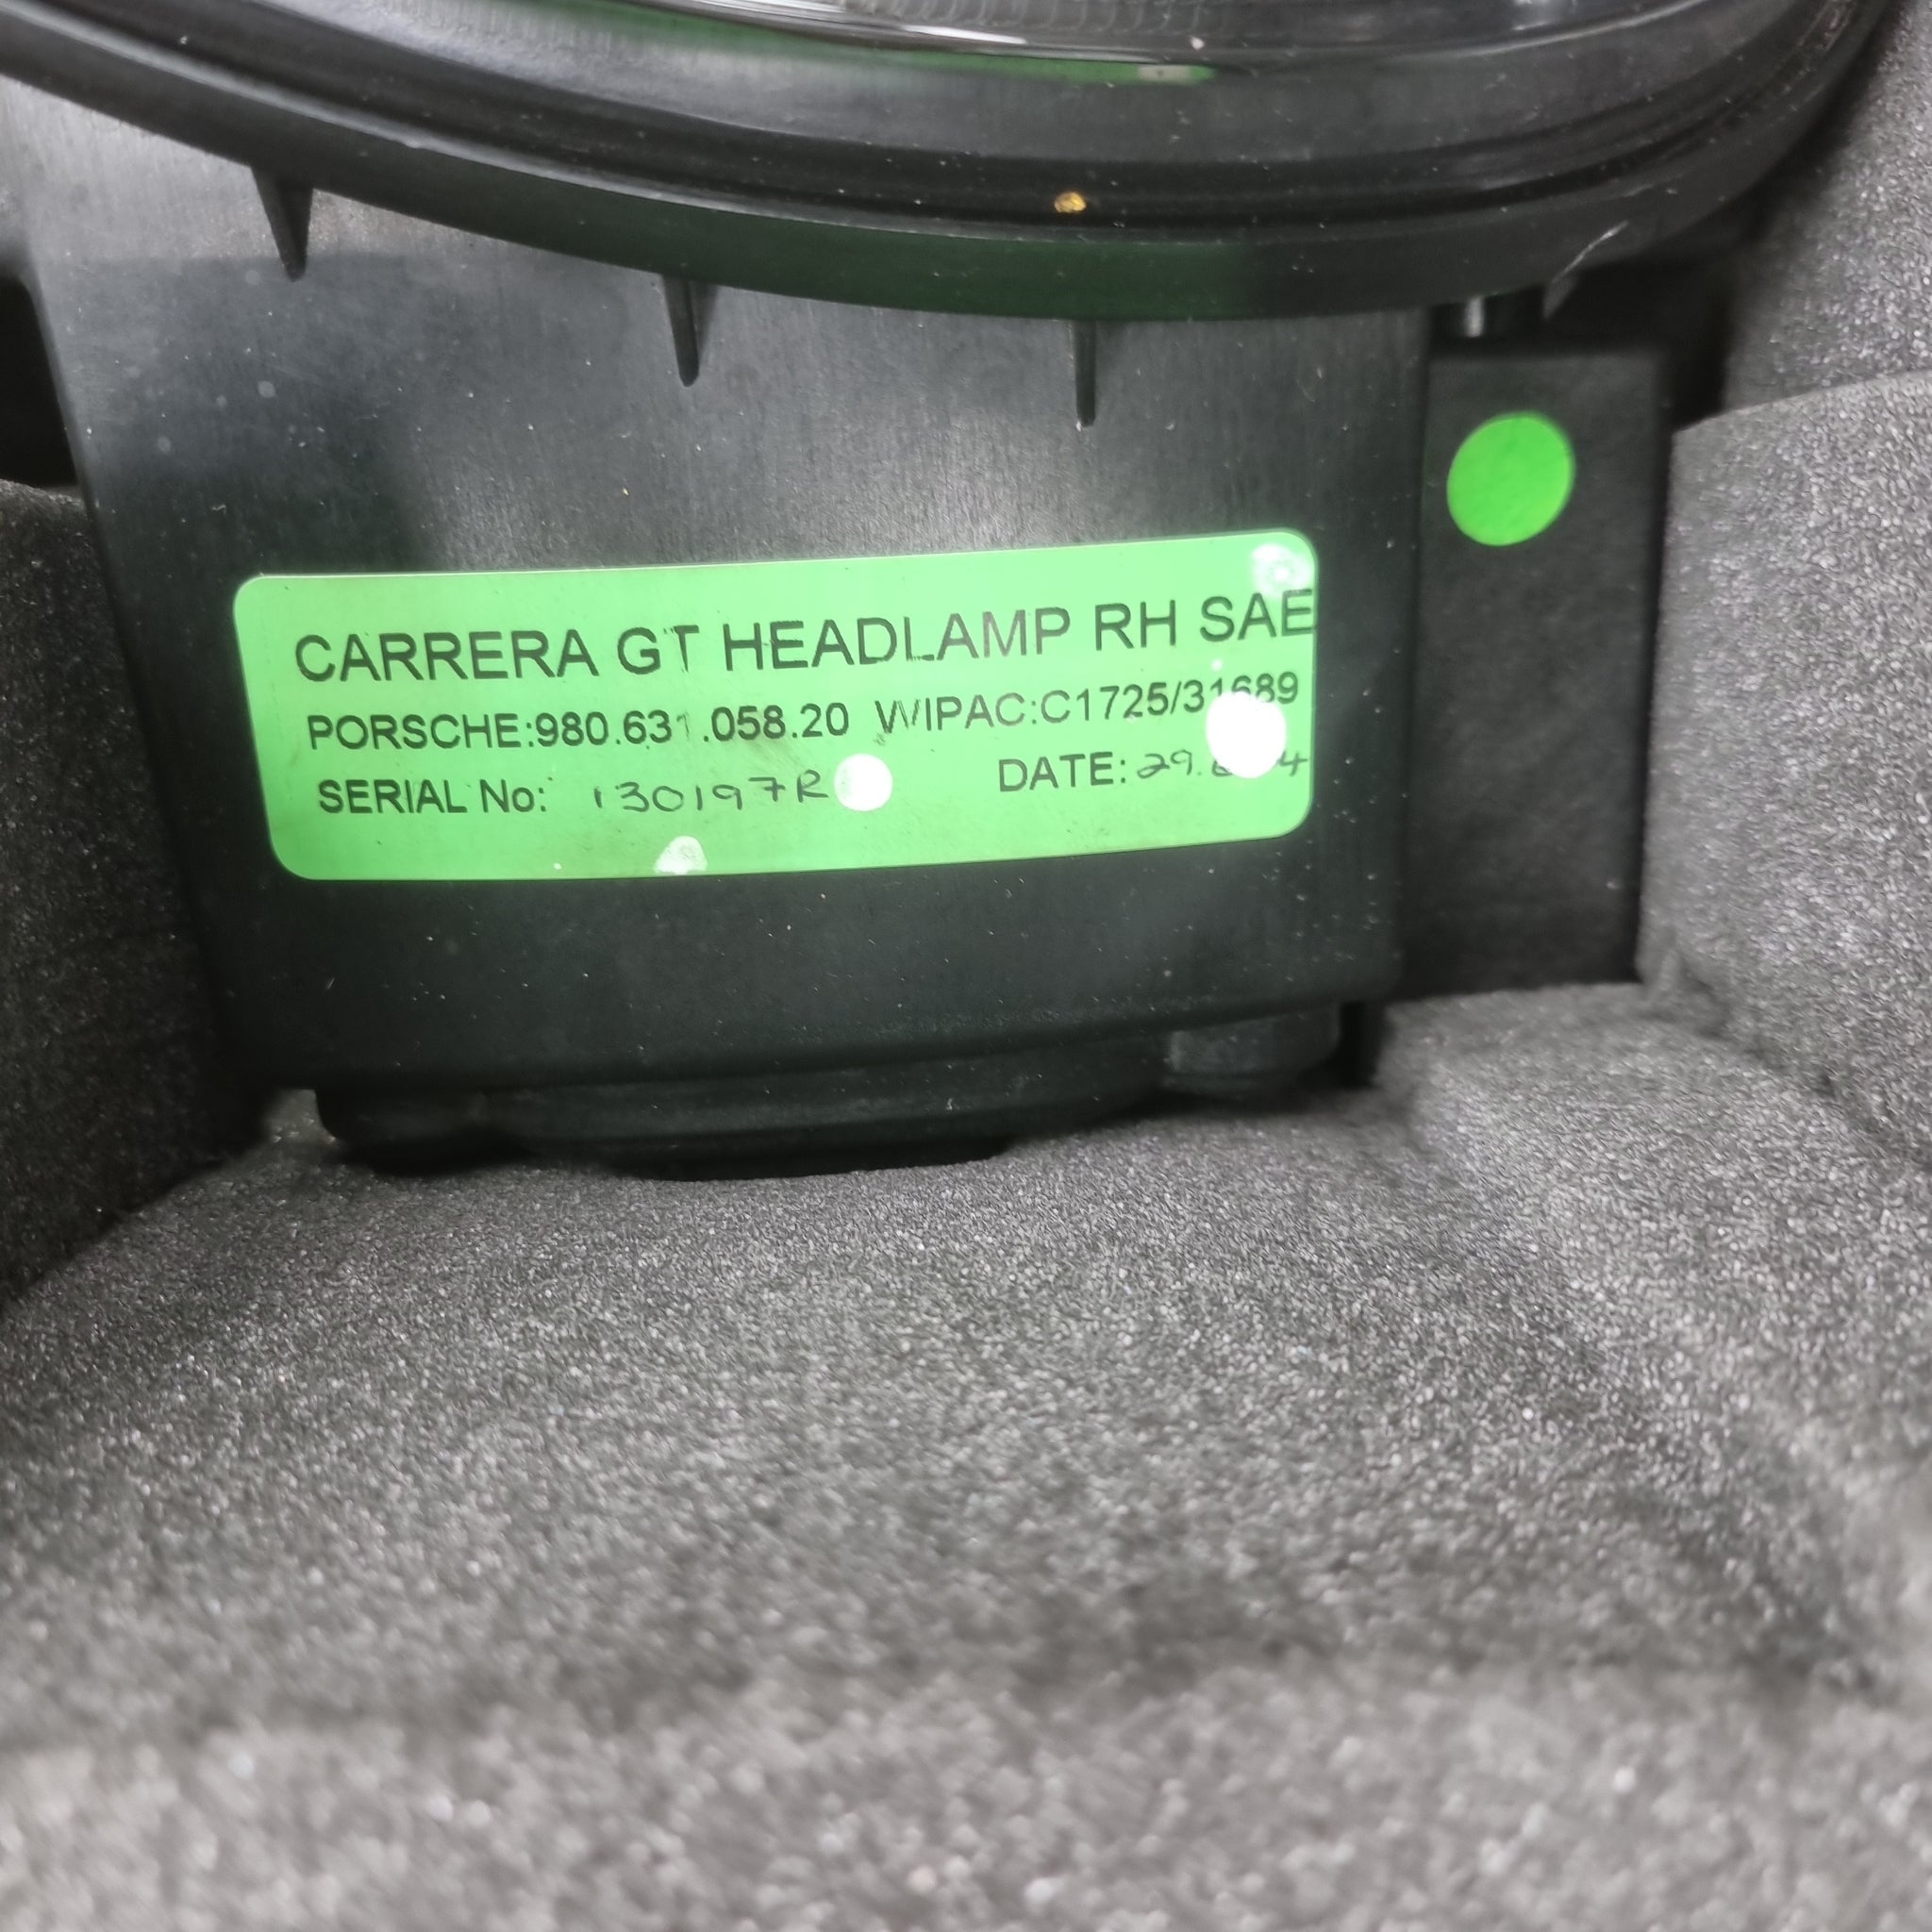 CARRERA GT HEADLAMP RH SAE
PORSCHE:980.631.058.20 WIPAC:C1725/31689
SERIAL No: 130197R DATE: